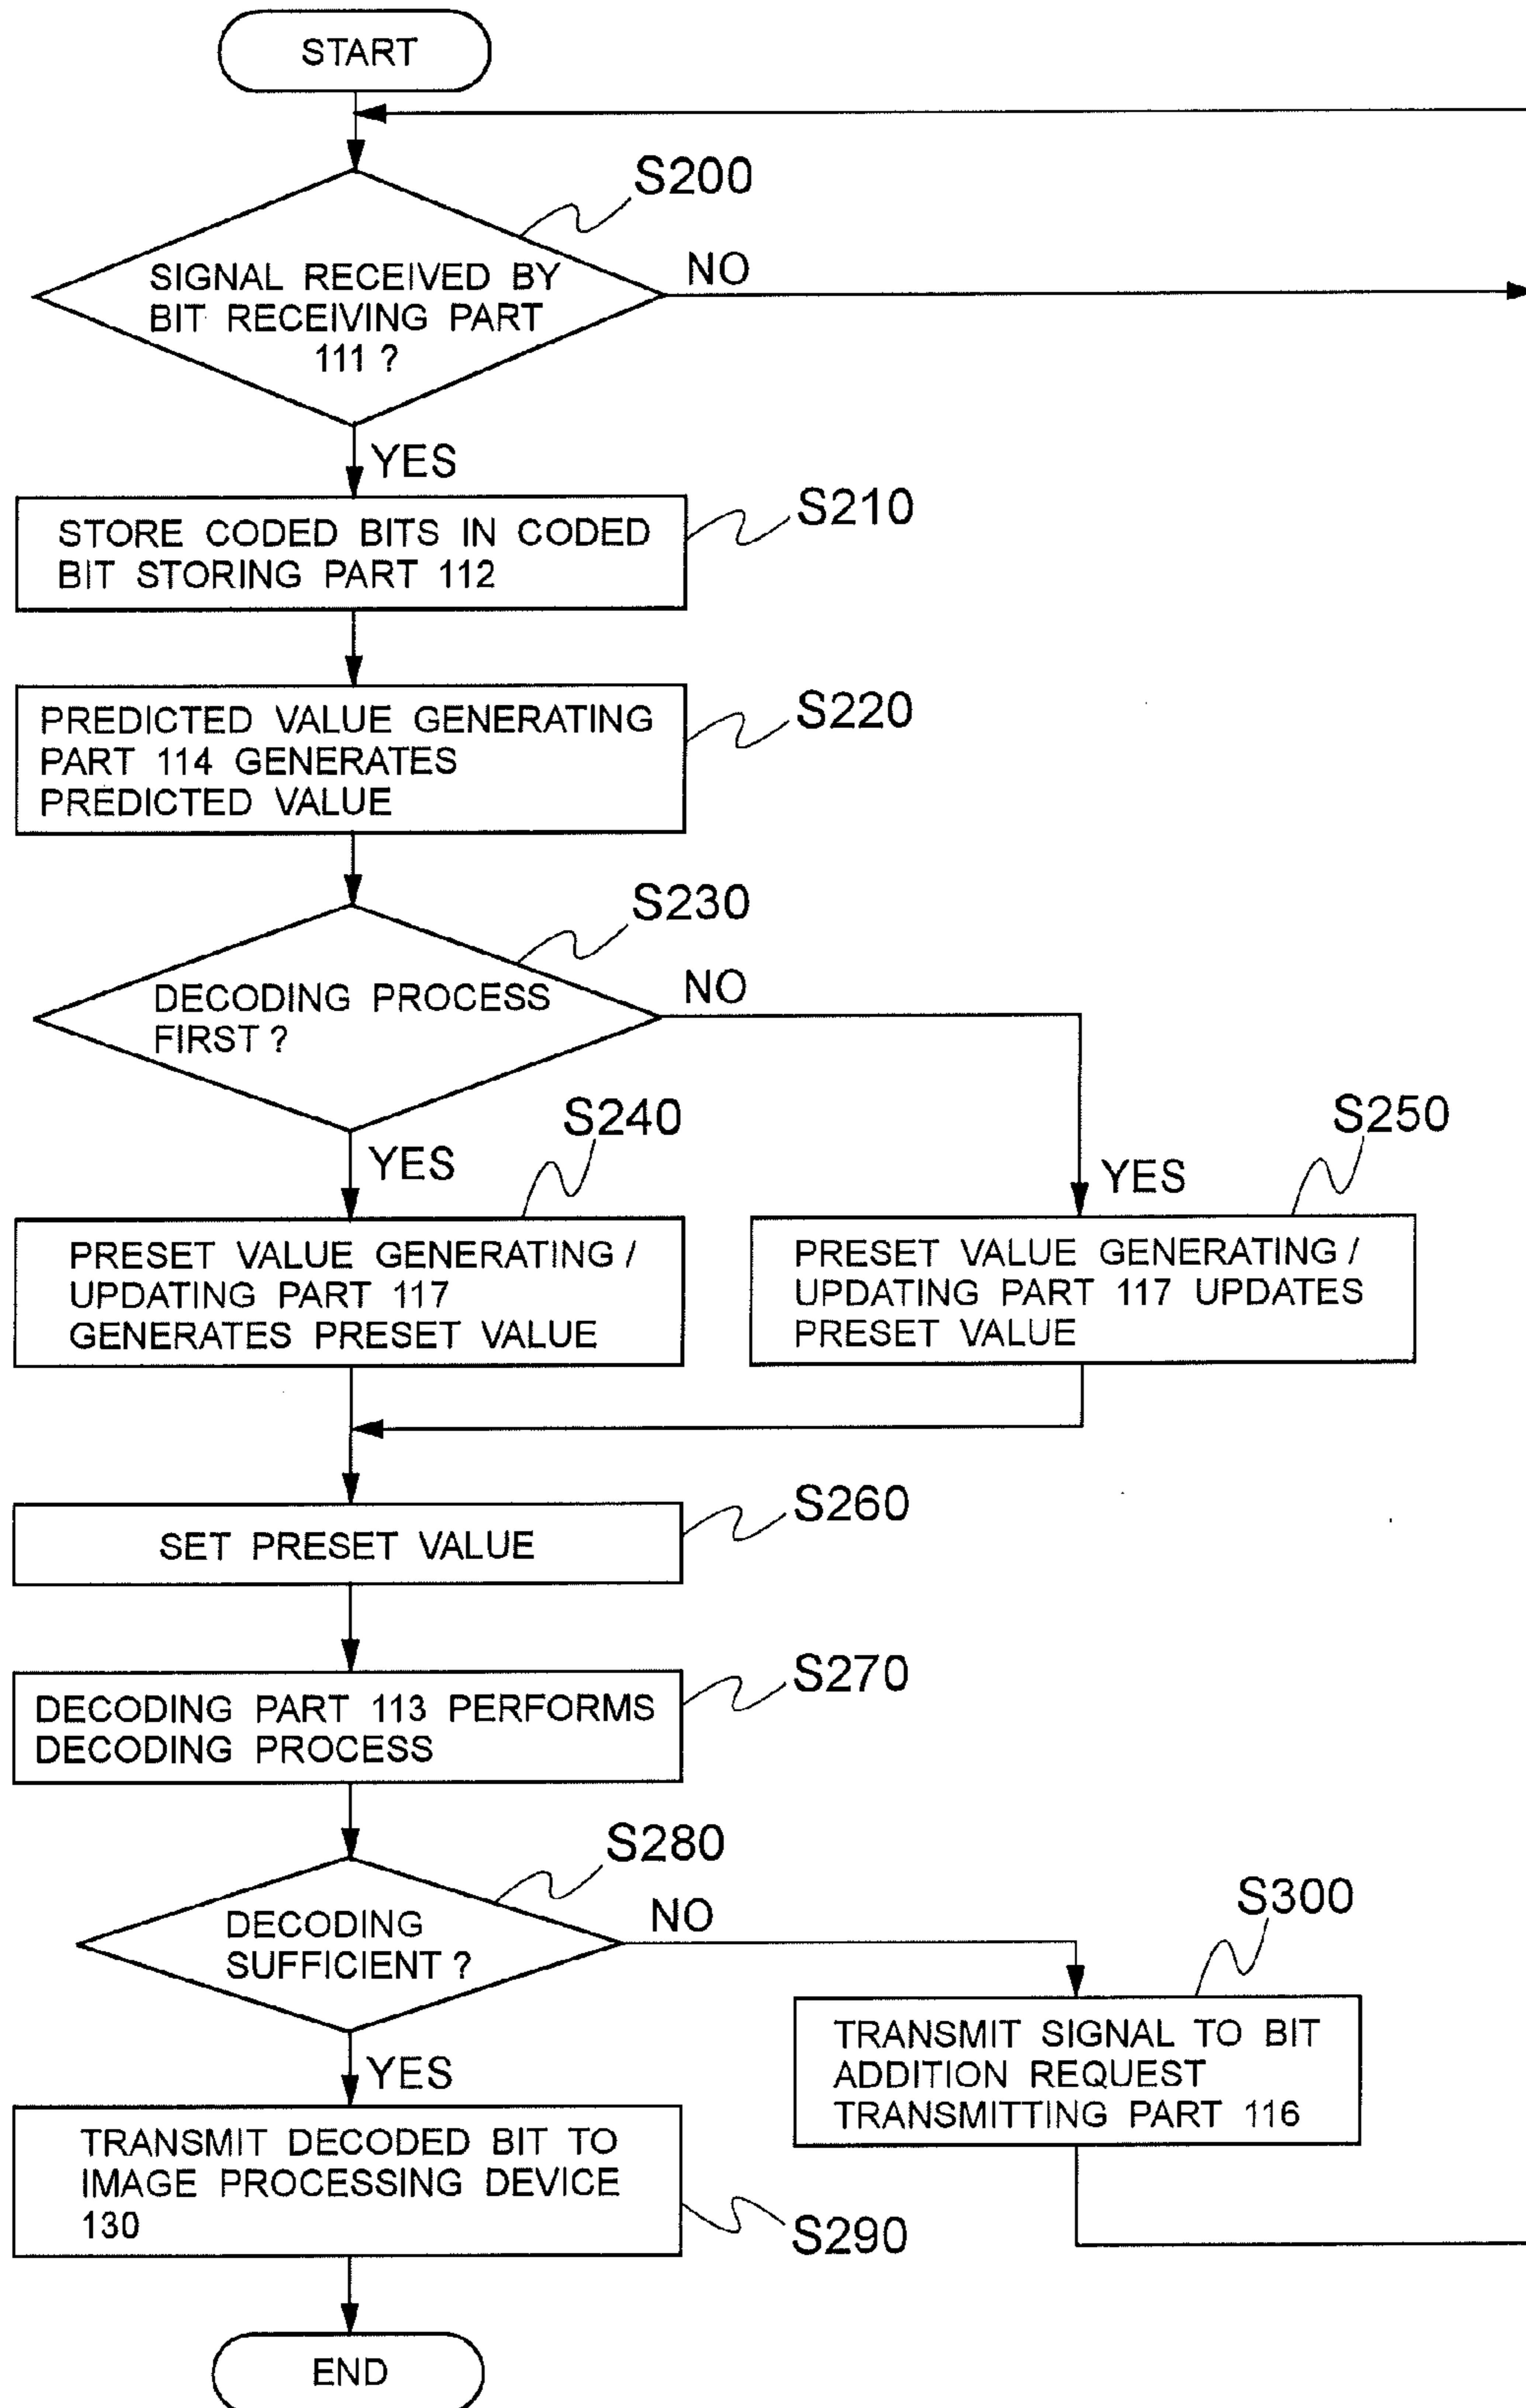 START
S200
SIGNAL RECEIVED BY
BIT RECEIVING PART
111 ?
NO
YES
S210
STORE CODED BITS IN CODED
BIT STORING PART 112
S220
PREDICTED VALUE GENERATING
PART 114 GENERATES
PREDICTED VALUE
S230
DECODING PROCESS
FIRST ?
NO
S240
YES
S250
YES
PRESET VALUE GENERATING /
UPDATING PART 117
GENERATES PRESET VALUE
PRESET VALUE GENERATING /
UPDATING PART 117 UPDATES
PRESET VALUE
S260
SET PRESET VALUE
S270
DECODING PART 113 PERFORMS
DECODING PROCESS
S280
DECODING
SUFFICIENT ?
NO
S300
YES
TRANSMIT SIGNAL TO BIT
ADDITION REQUEST
TRANSMITTING PART 116
TRANSMIT DECODED BIT TO
IMAGE PROCESSING DEVICE
130
S290
END